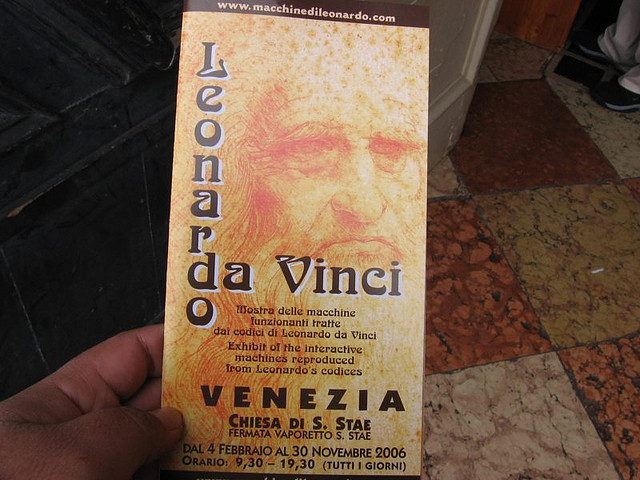 www.macchinedileonardo.com
Leonardo
da Vinci
Mostra delle macchine
funzionanti tratte
dai codici di Leonardo da Vinci
Exhibit of the interactive
machines reproduced
from Leonardo's codices
VENEZIA
CHIESA DI S. STAE
FERMATA VAPORETTO S. STAE
DAL 4 FEBBRAIO AL 30 NOVEMBRE 2006
ORARIO: 9,30 – 19,30 (TUTTI I GIORNI)